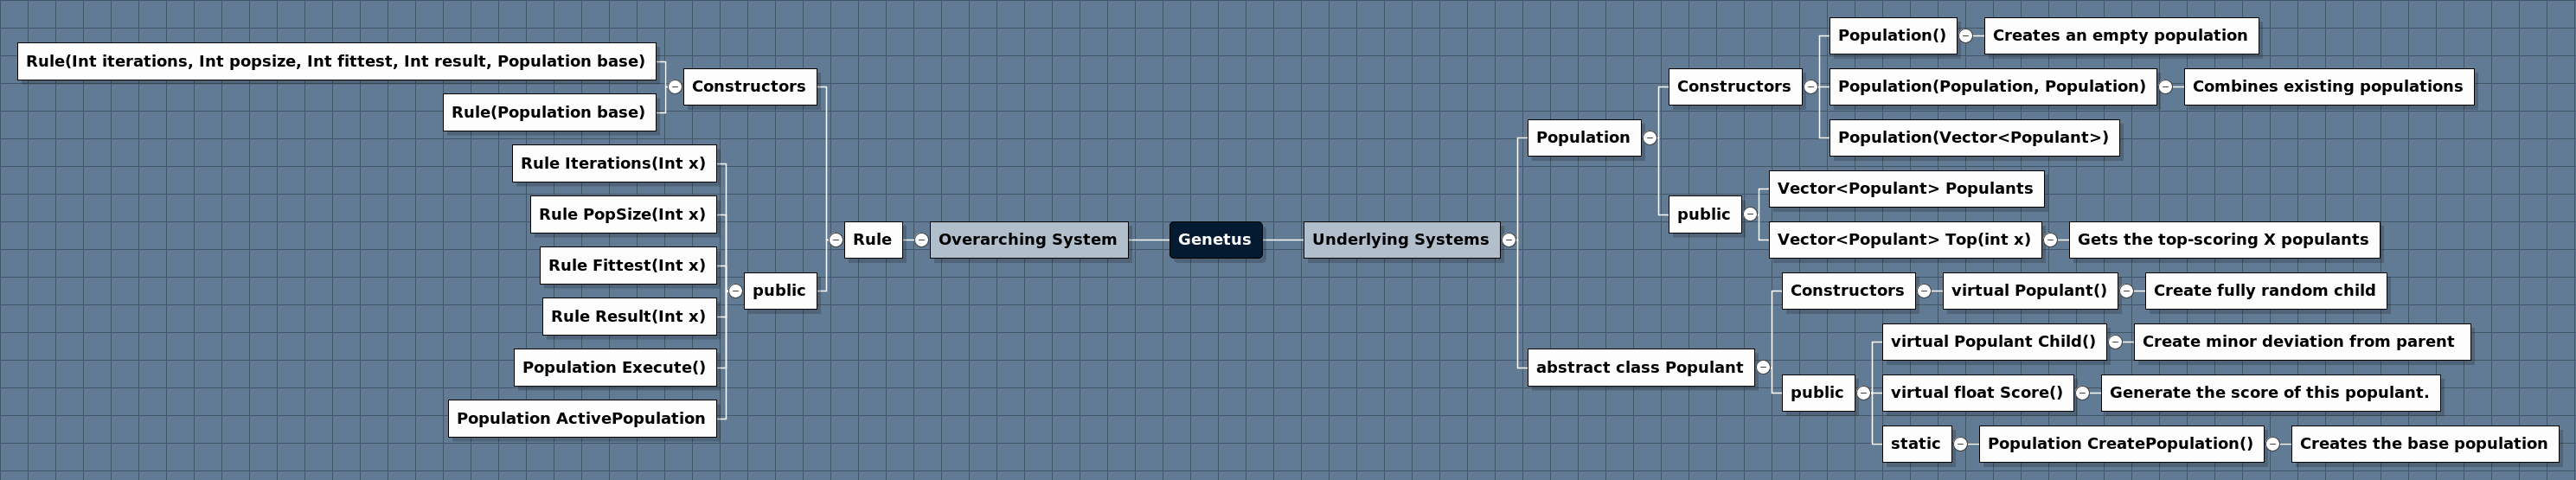 Rule(Int iterations, Int popsize, Int fittest, Int result, Population base)
Rule(Population base)
Constructors
Rule Iterations(Int x)
Rule PopSize(Int x)
Rule Fittest(Int x)
Rule Result(Int x)
Population Execute()
Population ActivePopulation
public
Rule
Overarching System
Genetus
Underlying Systems
Population
Constructors
Population()
Creates an empty population
Population(Population, Population)
Combines existing populations
Population(Vector<Populant>)
public
Vector<Populant> Populants
Vector<Populant> Top(int x)
Gets the top-scoring X populants
abstract class Populant
Constructors
virtual Populant()
Create fully random child
public
virtual Populant Child()
Create minor deviation from parent
virtual float Score()
Generate the score of this populant.
static
Population CreatePopulation()
Creates the base population